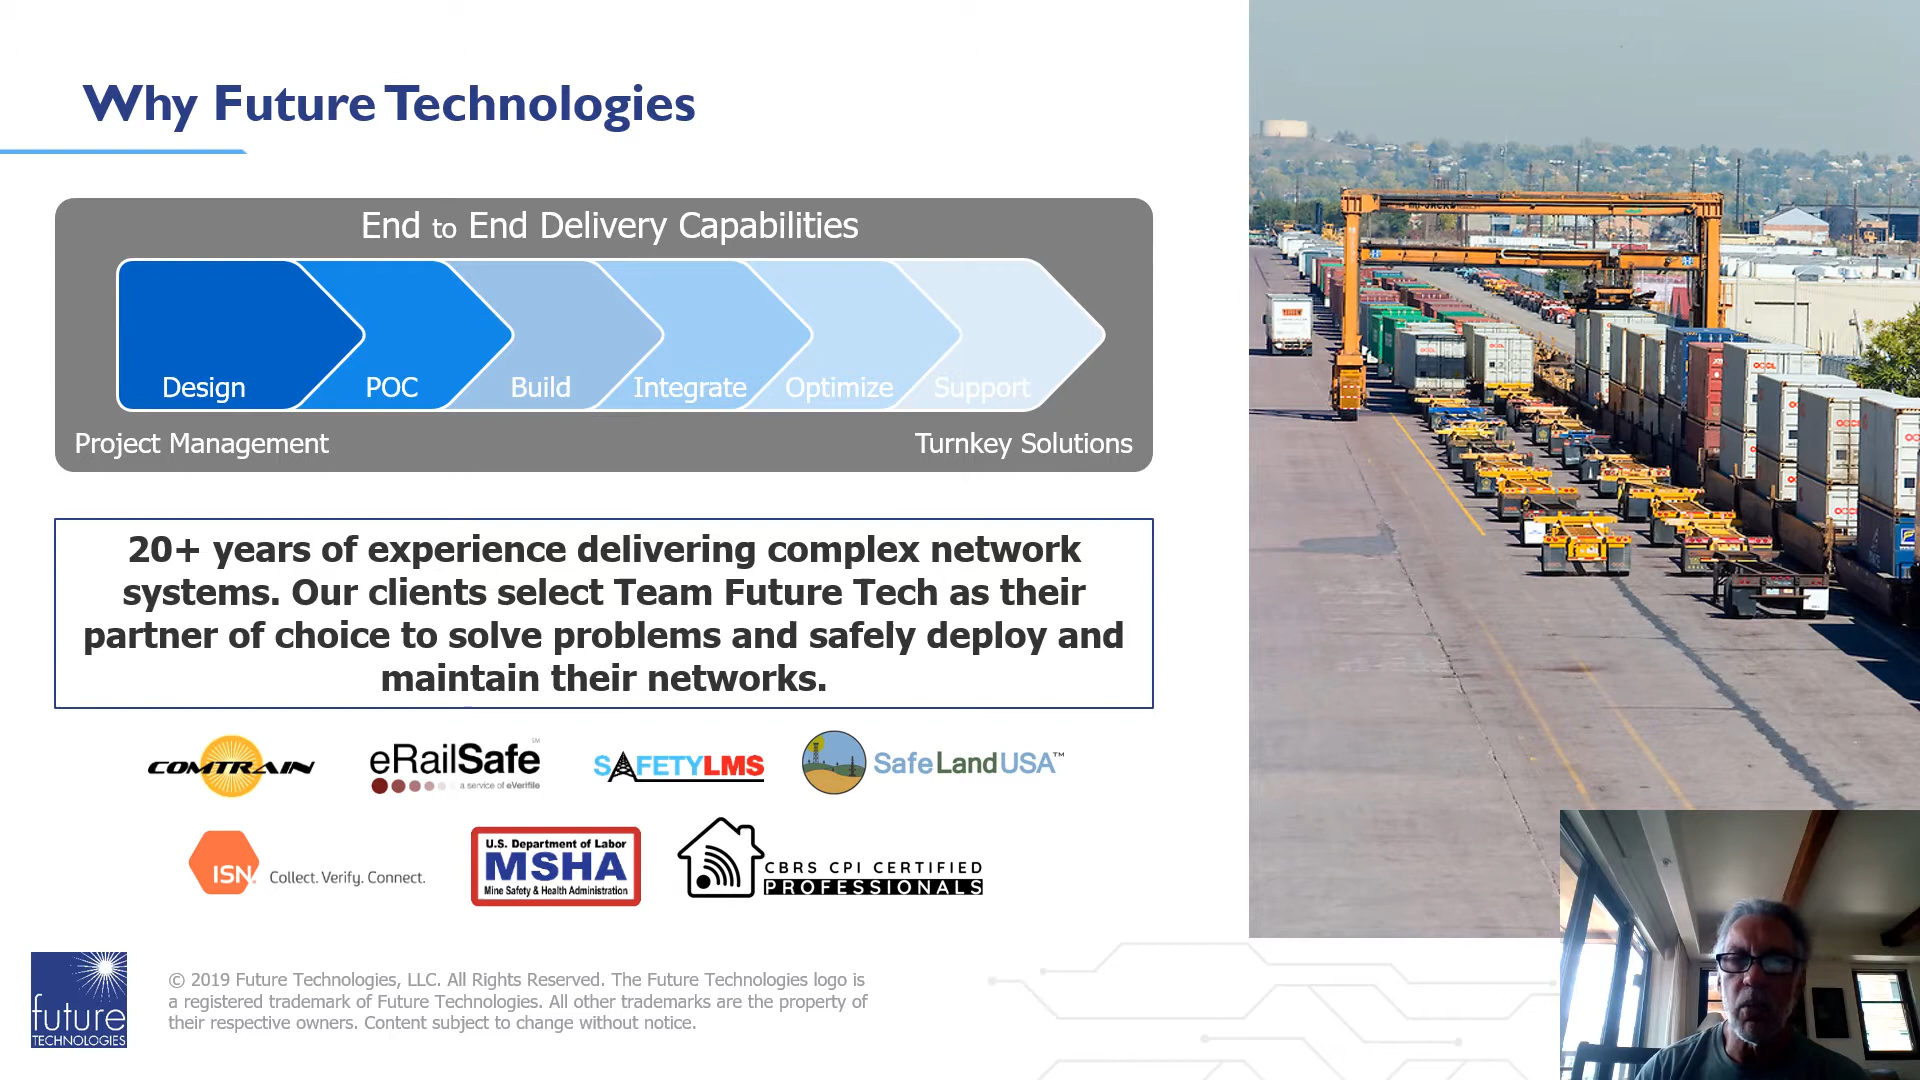 Why Future Technologies
End to End Delivery Capabilities
Design
POC
Build
Integrate
Optimize
Support
Project Management
Turnkey Solutions
20+ years of experience delivering complex network
systems. Our clients select Team Future Tech as their
partner of choice to solve problems and safely deploy and
maintain their networks.
COMTRAIN
eRailSafe SM
a service of eVerifile
SAFETYLMS
SafeLandUSA™
ISN.
Collect. Verify. Connect.
U.S. Department of Labor
MSHA
Mine Safety & Health Administration
CBRS CPI CERTIFIED
PROFESSIONALS
future
TECHNOLOGIES
© 2019 Future Technologies, LLC. All Rights Reserved. The Future Technologies logo is
a registered trademark of Future Technologies. All other trademarks are the property of
their respective owners. Content subject to change without notice.